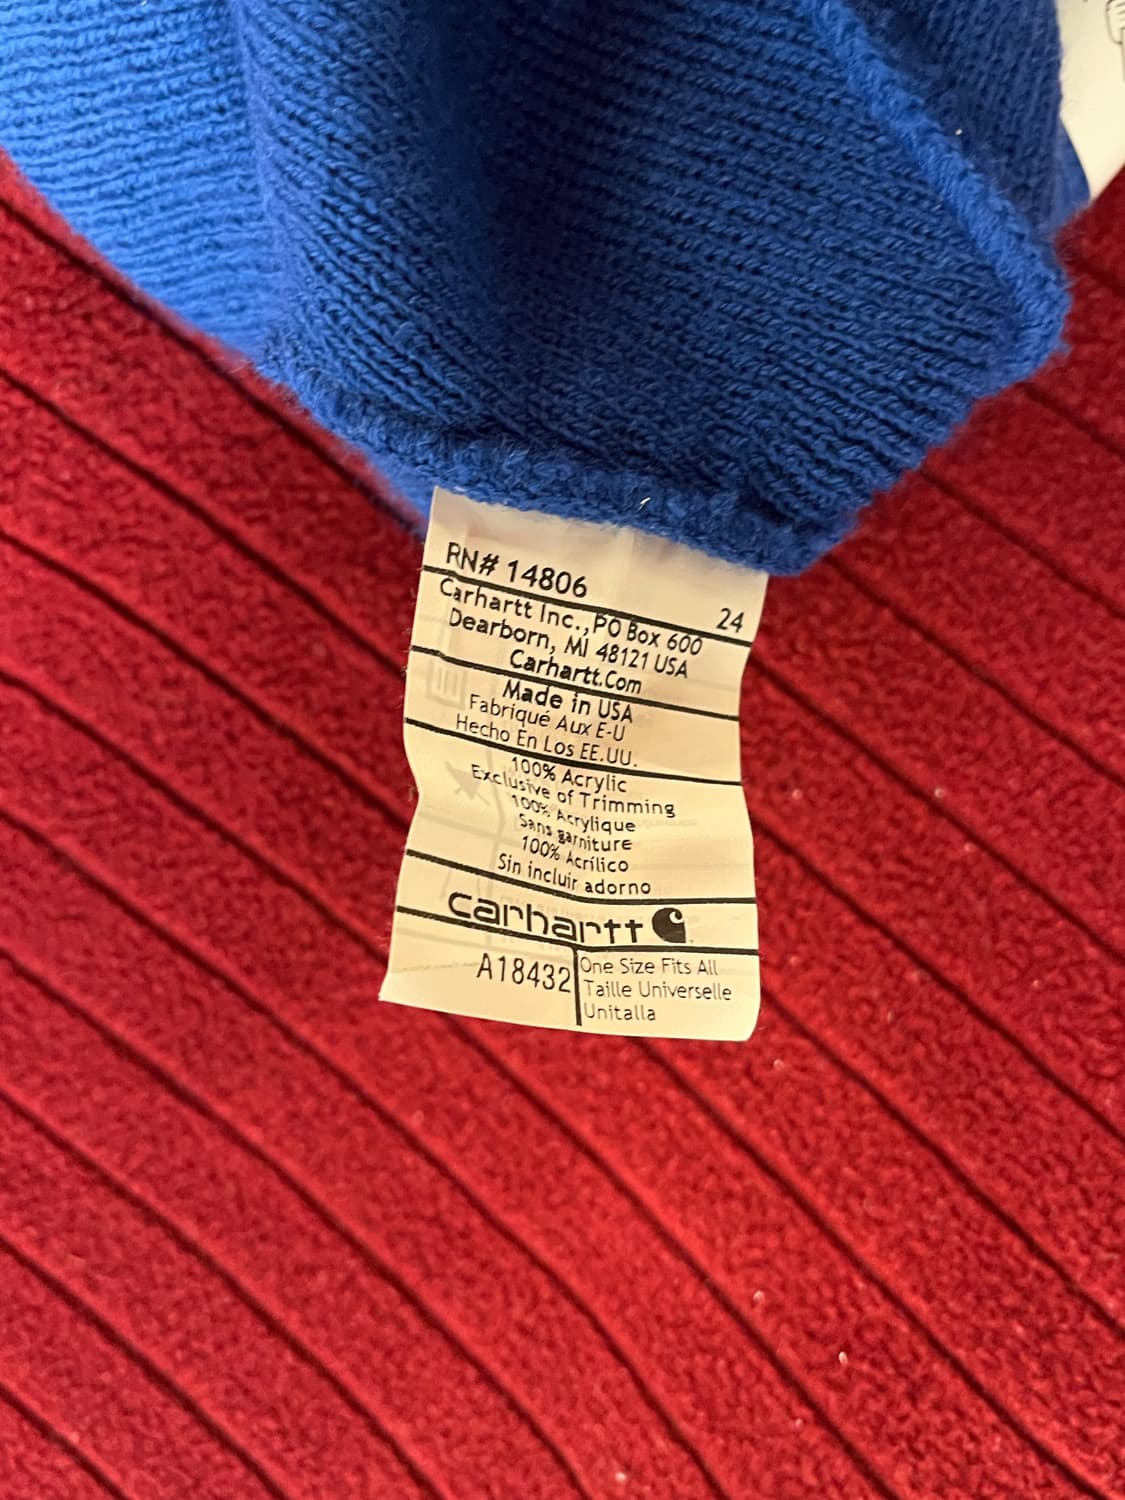 RN# 14806
24
Carhartt Inc., PO Box 600
Dearborn, MI 48121 USA
Carhartt.Com
Made in USA
Fabriqué Aux E-U
Hecho En Los EE.UU.
100% Acrylic
Exclusive of Trimming
100% Acrylique
Sans garniture
100% Acrílico
Sin incluir adorno
carhartt
A18432
One Size Fits All
Taille Universelle
Unitalla